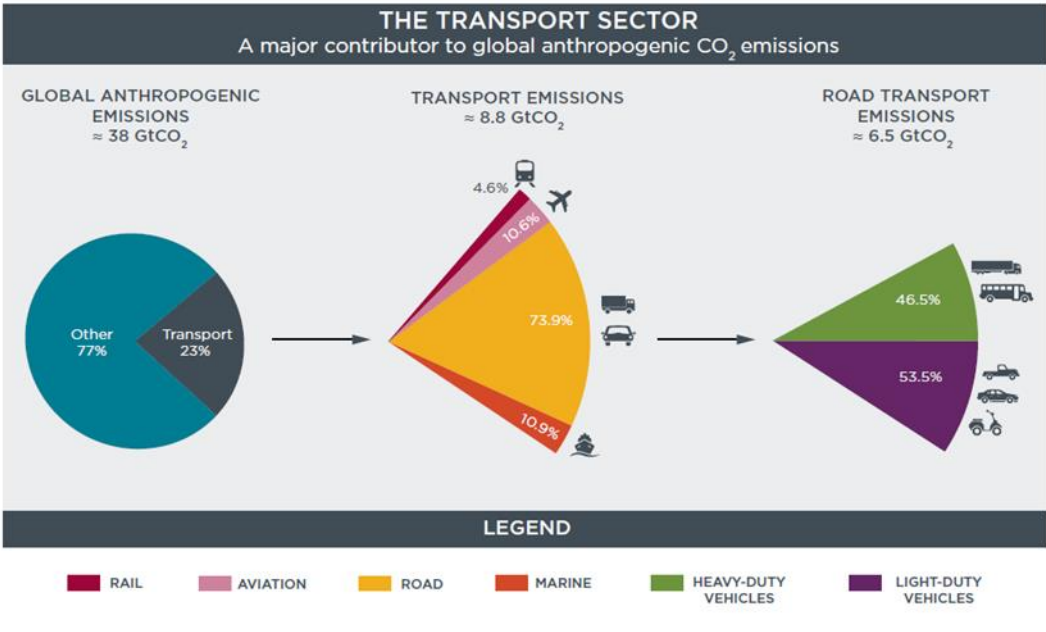 THE TRANSPORT SECTOR
A major contributor to global anthropogenic CO₂ emissions
GLOBAL ANTHROPOGENIC
EMISSIONS
≈ 38 GtCO₂
TRANSPORT EMISSIONS
≈ 8.8 GtCO₂
ROAD TRANSPORT
EMISSIONS
≈ 6.5 GtCO₂
Other
77%
Transport
23%
4.6%
10.6%
73.9%
10.9%
46.5%
53.5%
LEGEND
RAIL
AVIATION
ROAD
MARINE
HEAVY-DUTY
VEHICLES
LIGHT-DUTY
VEHICLES